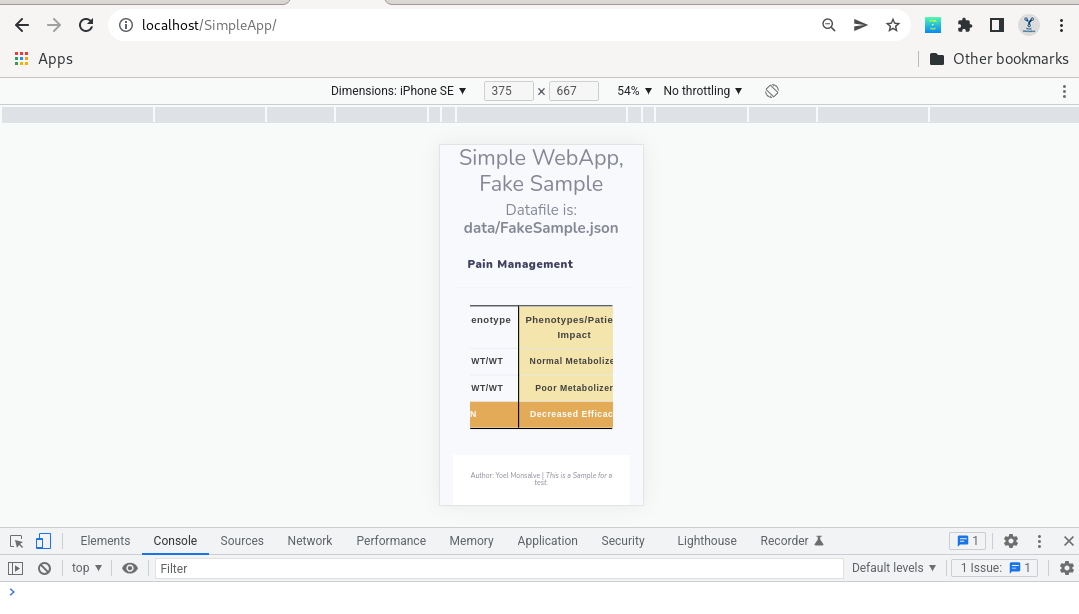 localhost/SimpleApp/
Apps
Other bookmarks
Dimensions: iPhone SE ▼ 375 × 667 54% ▼ No throttling ▼
Simple WebApp,
Fake Sample
Datafile is:
data/FakeSample.json
Pain Management
enotype Phenotypes/Patie
Impact
WT/WT Normal Metabolize
WT/WT Poor Metabolizer
N Decreased Efficac
Author: Yoel Monsalve | This is a Sample for a
test.
Elements Console Sources Network Performance Memory Application Security Lighthouse Recorder 1
top ▼ Filter Default levels ▼ 1 Issue: 1
>